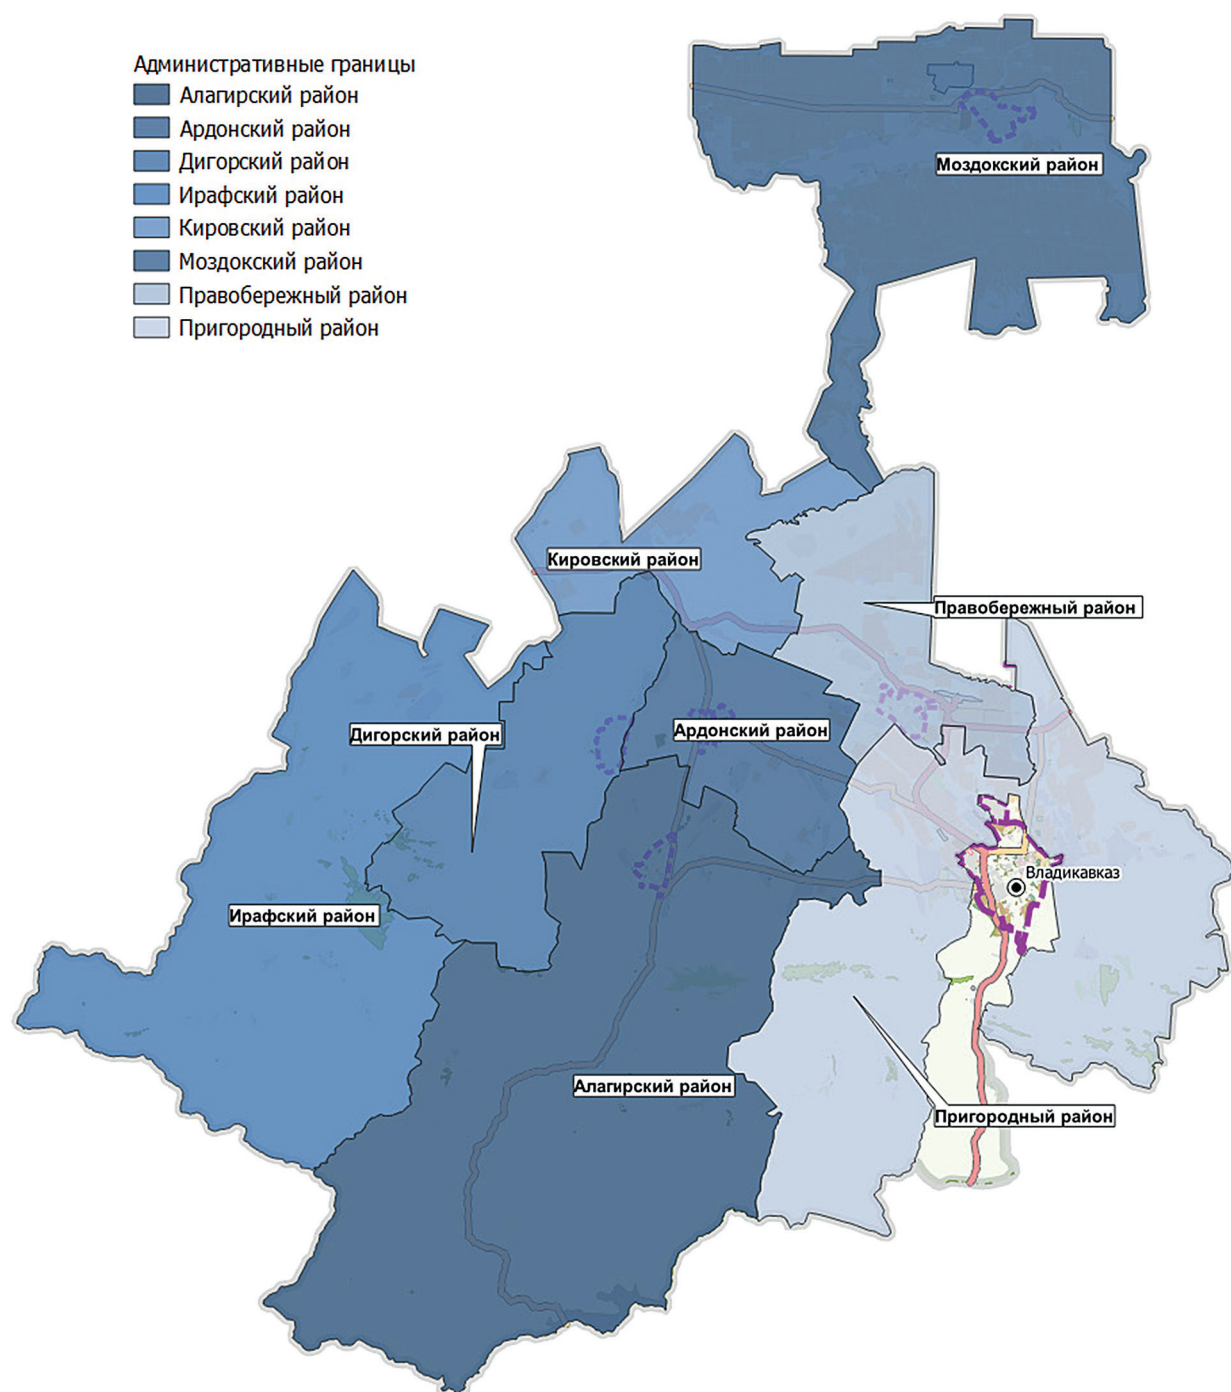 Административные границы
Алагирский район
Ардонский район
Дигорский район
Ирафский район
Кировский район
Моздокский район
Правобережный район
Пригородный район
Моздокский район
Кировский район
Правобережный район
Дигорский район
Ардонский район
Владикавказ
Ирафский район
Алагирский район
Пригородный район